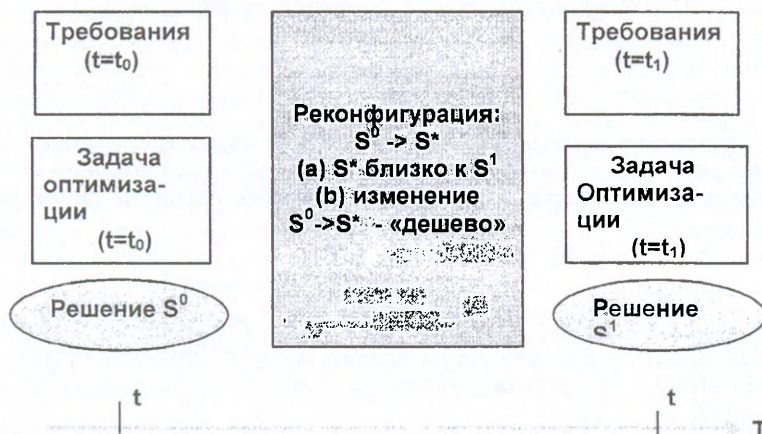 Требования
(t=t₀)
Задача
оптимиза-
ции
(t=t₀)
Решение S⁰
Реконфигурация:
S⁰ -> S*
(a) S* близко к S¹
(b) изменение
S⁰->S* - «дешево»
Требования
(t=t₁)
Задача
Оптимиза-
ции
(t=t₁)
Решение
S¹
t
t
T